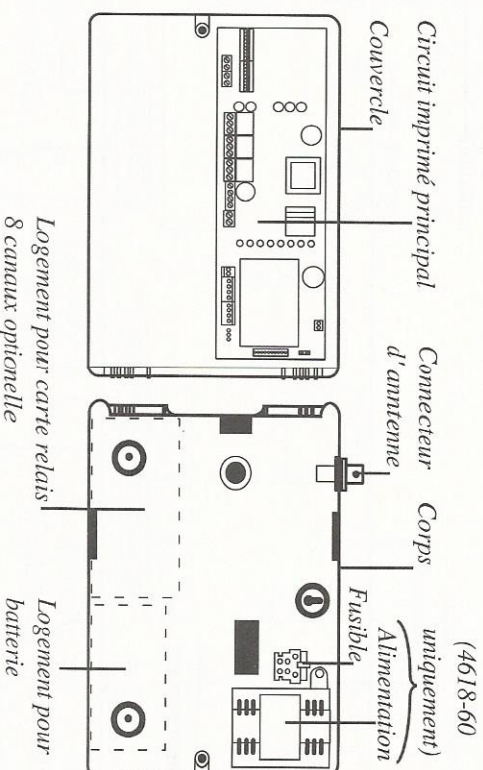 Circuit imprimé principal
Couvercle
Connecteur
d'anntenne
Corps
(4618-60
uniquement)
Alimentation
Fusible
Logement pour carte relais
8 canaux optionelle
Logement pour
batterie